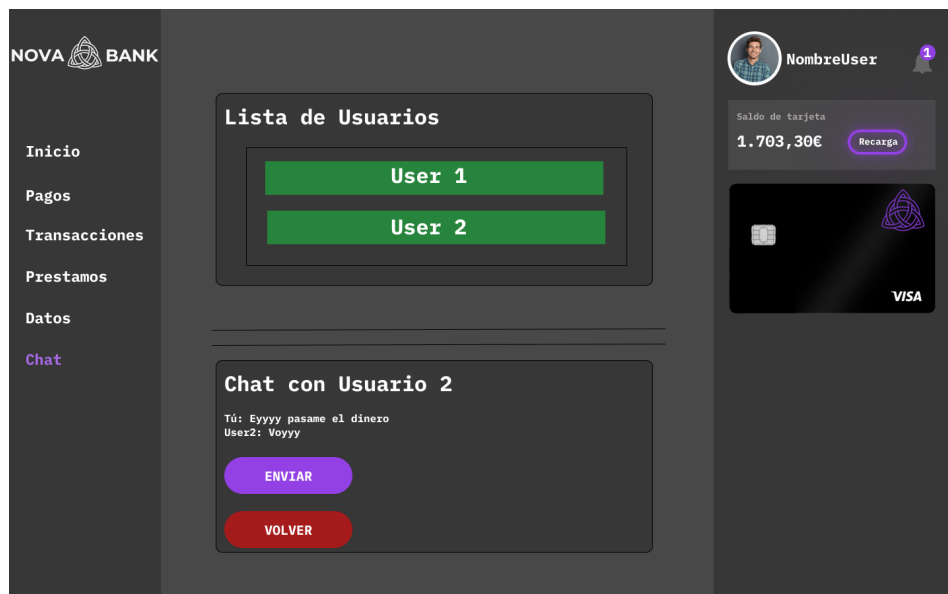 NOVA BANK
Inicio
Pagos
Transacciones
Prestamos
Datos
Chat
Lista de Usuarios
User 1
User 2
Chat con Usuario 2
Tú: Eyyyy pasame el dinero
User2: Voyyy
ENVIAR
VOLVER
NombreUser
1
Saldo de tarjeta
1.703,30€
Recarga
VISA